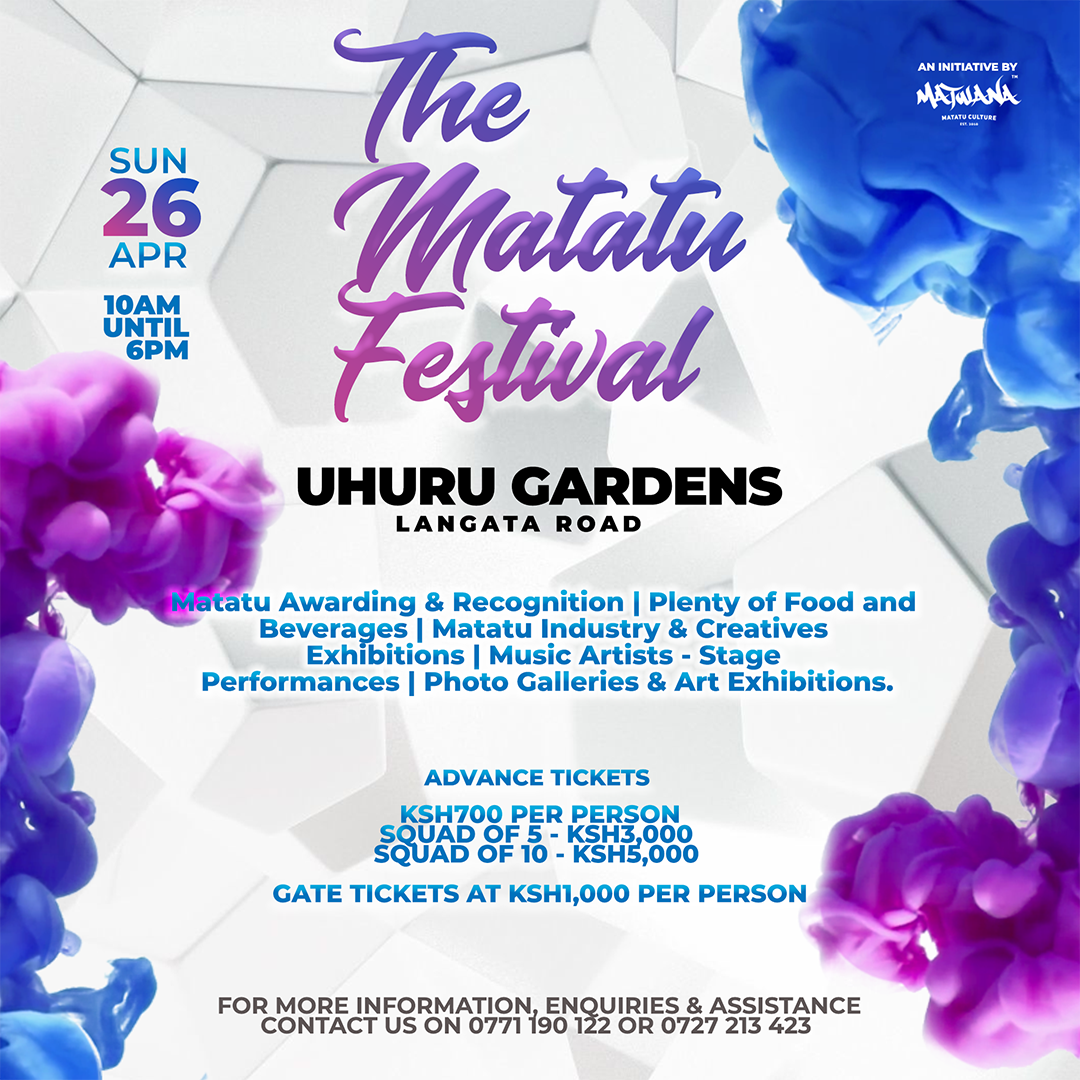 The
Matatu
Festival
AN INITIATIVE BY
MATWANA TM
MATATU CULTURE
SUN
26
APR
10AM
UNTIL
6PM
UHURU GARDENS
LANGATA ROAD
Matatu Awarding & Recognition | Plenty of Food and
Beverages | Matatu Industry & Creatives
Exhibitions | Music Artists - Stage
Performances | Photo Galleries & Art Exhibitions.
ADVANCE TICKETS
KSH700 PER PERSON
SQUAD OF 5 - KSH3,000
SQUAD OF 10 - KSH5,000
GATE TICKETS AT KSH1,000 PER PERSON
FOR MORE INFORMATION, ENQUIRIES & ASSISTANCE
CONTACT US ON 0771 190 122 OR 0727 213 423